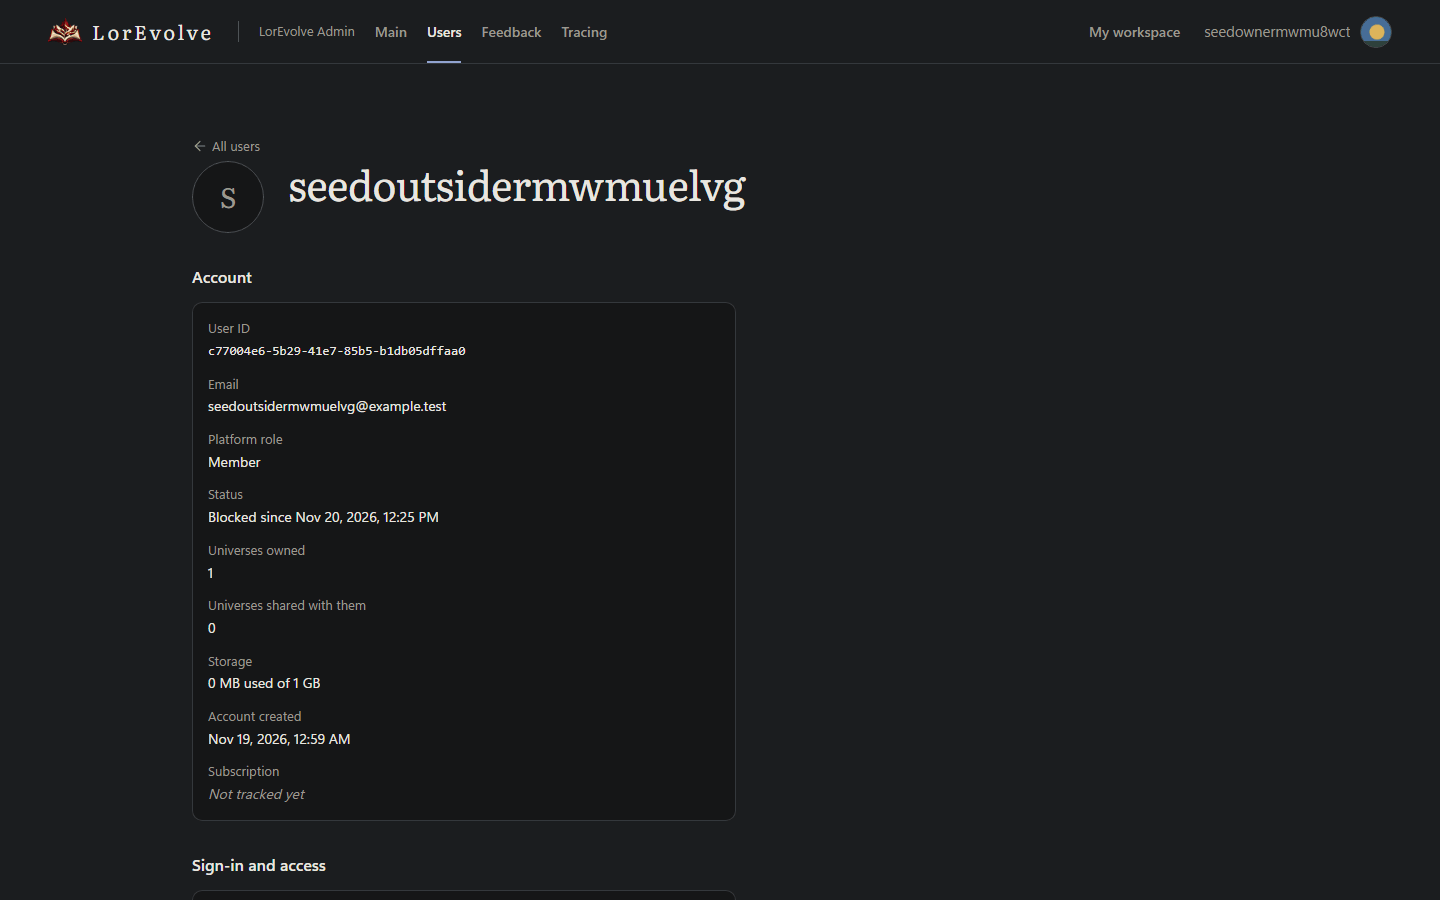 LorEvolve
LorEvolve Admin
Main
Users
Feedback
Tracing
My workspace
seedownermwmu8wct
← All users
S
seedoutsidermwmuelvg
Account
User ID
c77004e6-5b29-41e7-85b5-b1db05dffaa0
Email
seedoutsidermwmuelvg@example.test
Platform role
Member
Status
Blocked since Nov 20, 2026, 12:25 PM
Universes owned
1
Universes shared with them
0
Storage
0 MB used of 1 GB
Account created
Nov 19, 2026, 12:59 AM
Subscription
Not tracked yet
Sign-in and access